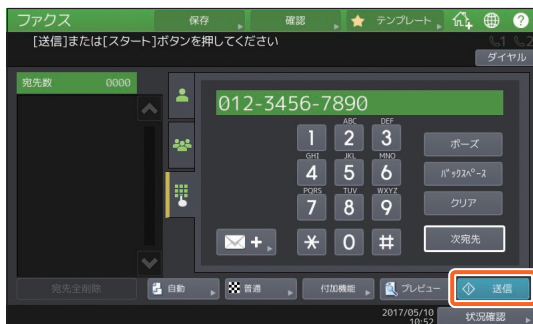 ファクス 保存 確認 テンプレート
[送信]または[スタート]ボタンを押してください 1 2
ダイヤル
宛先数 0000
012-3456-7890
ABC DEF
1 2 3 ポーズ
GHI JKL MNO
4 5 6 バックスペース
PQRS TUV WXYZ
7 8 9 クリア
+ * 0 # 次宛先
宛先全削除 自動 普通 付加機能 プレビュー 送信
2017/05/10
10:52 状況確認